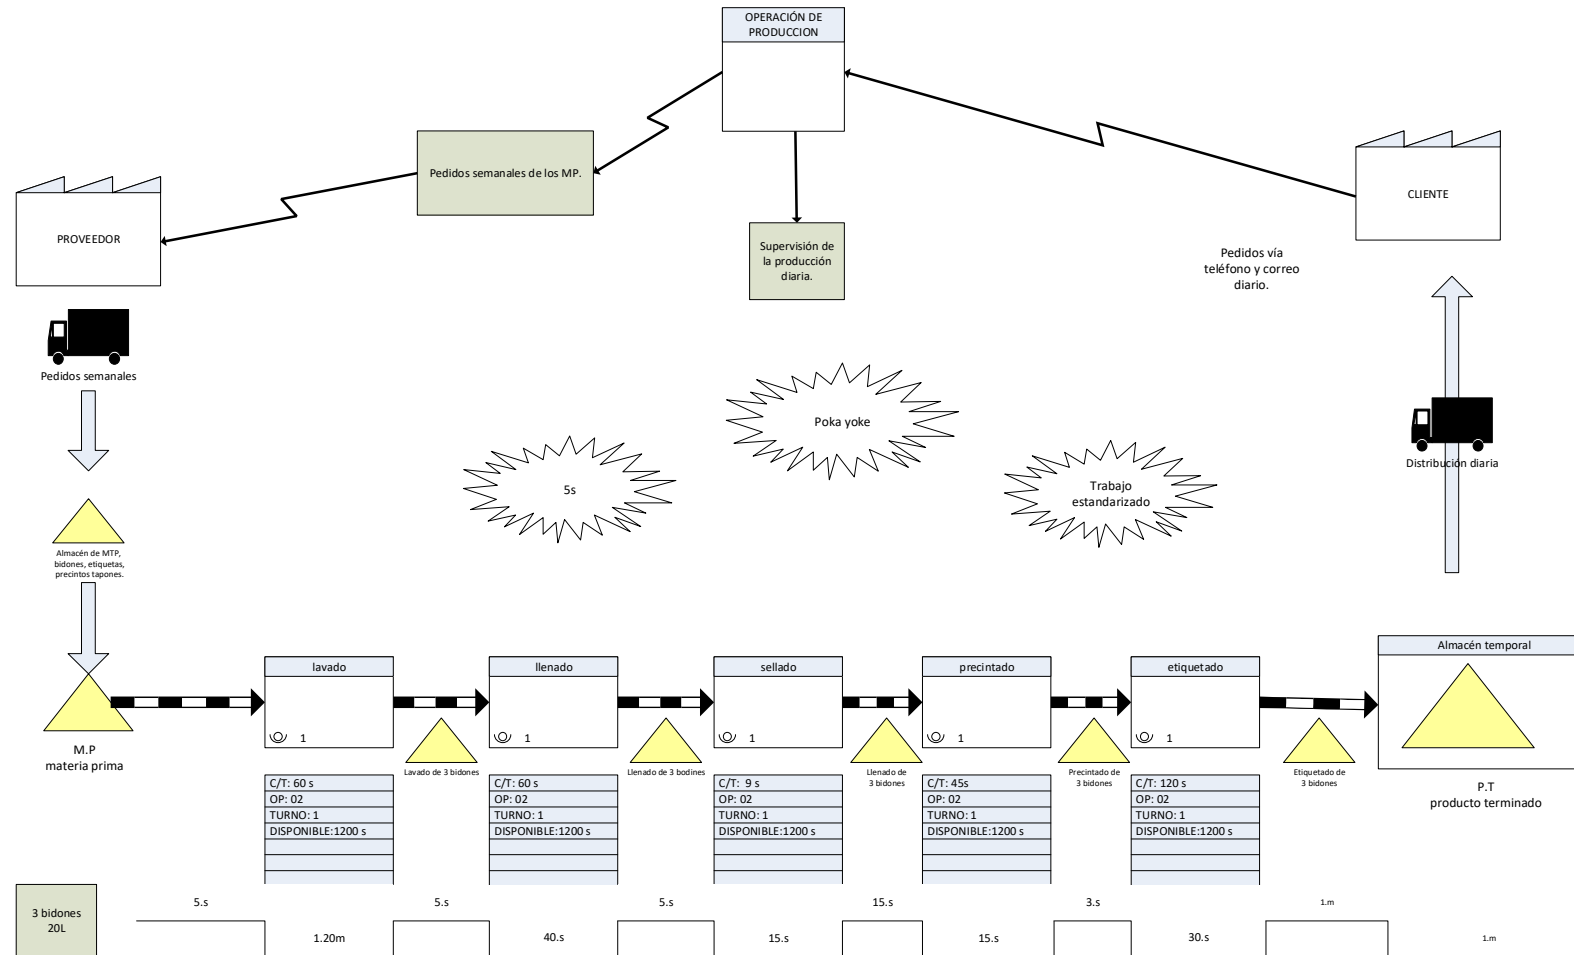 OPERACIÓN DE
PRODUCCION
Pedidos semanales de los MP.
PROVEEDOR
CLIENTE
Supervisión de
la producción
diaria.
Pedidos vía
teléfono y correo
diario.
Pedidos semanales
Poka yoke
5s
Trabajo
estandarizado
Distribución diaria
Almacén de MTP,
bidones, etiquetas,
precintos tapones.
lavado
llenado
sellado
precintado
etiquetado
Almacén temporal
1
1
1
1
1
M.P
materia prima
Lavado de 3 bidones
Llenado de 3 bodines
Llenado de
3 bidones
Precintado de
3 bidones
Etiquetado de
3 bidones
P.T
producto terminado
C/T: 60 s
OP: 02
TURNO: 1
DISPONIBLE:1200 s
C/T: 60 s
OP: 02
TURNO: 1
DISPONIBLE:1200 s
C/T: 9 s
OP: 02
TURNO: 1
DISPONIBLE:1200 s
C/T: 45s
OP: 02
TURNO: 1
DISPONIBLE:1200 s
C/T: 120 s
OP: 02
TURNO: 1
DISPONIBLE:1200 s
3 bidones
20L
5.s
5.s
5.s
15.s
3.s
1.m
1.20m
40.s
15.s
15.s
30.s
1.m